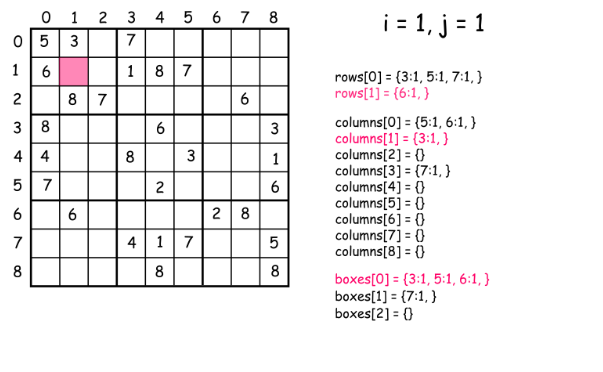 i = 1, j = 1
0 1 2 3 4 5 6 7 8
0 5 3 7
1 6 1 8 7
2 8 7 6
3 8 6 3
4 4 8 3 1
5 7 2 6
6 6 2 8
7 4 1 7 5
8 8 8
rows[0] = {3:1, 5:1, 7:1, }
rows[1] = {6:1, }
columns[0] = {5:1, 6:1, }
columns[1] = {3:1, }
columns[2] = {}
columns[3] = {7:1, }
columns[4] = {}
columns[5] = {}
columns[6] = {}
columns[7] = {}
columns[8] = {}
boxes[0] = {3:1, 5:1, 6:1, }
boxes[1] = {7:1, }
boxes[2] = {}